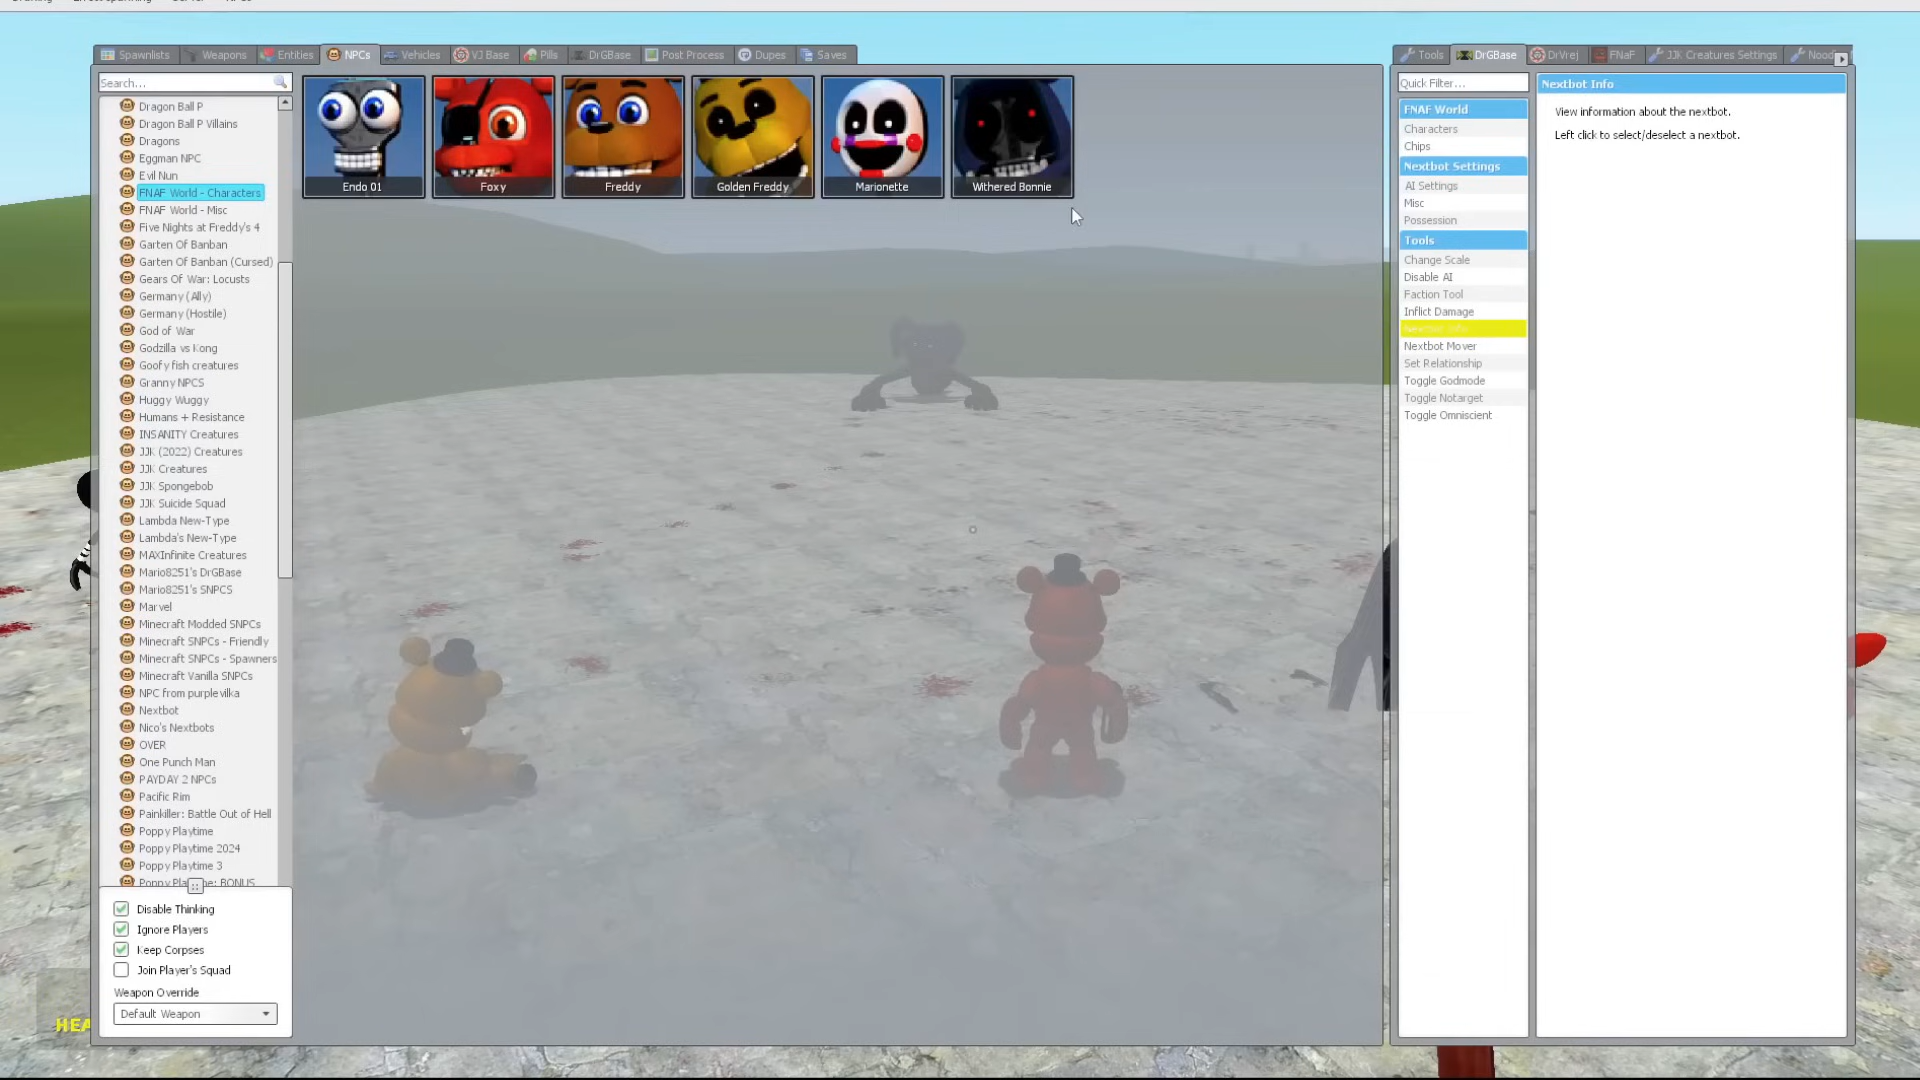 Spawnlists
Weapons
Entities
NPCs
Vehicles
VJ Base
Pills
DrGBase
Post Process
Dupes
Saves
Tools
DrGBase
DrVrej
FNaF
JJK Creatures Settings
Search...
Dragon Ball P
Dragon Ball P Villains
Dragons
Eggman NPC
Evil Nun
FNAF World - Characters
FNAF World - Misc
Five Nights at Freddy's 4
Garten Of Banban
Garten Of Banban (Cursed)
Gears Of War: Locusts
Germany (Ally)
Germany (Hostile)
God of War
Godzilla vs Kong
Goofy fish creatures
Granny NPCS
Huggy Wuggy
Humans + Resistance
INSANITY Creatures
JJK (2022) Creatures
JJK Creatures
JJK Spongebob
JJK Suicide Squad
Lambda New-Type
Lambda's New-Type
MAXInfinite Creatures
Mario8251's DrGBase
Mario8251's SNPCS
Marvel
Minecraft Modded SNPCs
Minecraft SNPCs - Friendly
Minecraft SNPCs - Spawners
Minecraft Vanilla SNPCs
NPC from purplevilka
Nextbot
Nico's Nextbots
OVER
One Punch Man
PAYDAY 2 NPCs
Pacific Rim
Painkiller: Battle Out of Hell
Poppy Playtime
Poppy Playtime 2024
Poppy Playtime 3
Disable Thinking
Ignore Players
Keep Corpses
Join Player's Squad
Weapon Override
Default Weapon
HEA
Endo 01
Foxy
Freddy
Golden Freddy
Marionette
Withered Bonnie
Quick Filter...
FNAF World
Characters
Chips
Nextbot Settings
AI Settings
Misc
Possession
Tools
Change Scale
Disable AI
Faction Tool
Inflict Damage
Nextbot Info
Nextbot Mover
Set Relationship
Toggle Godmode
Toggle Notarget
Toggle Omniscient
Nextbot Info
View information about the nextbot.
Left click to select/deselect a nextbot.